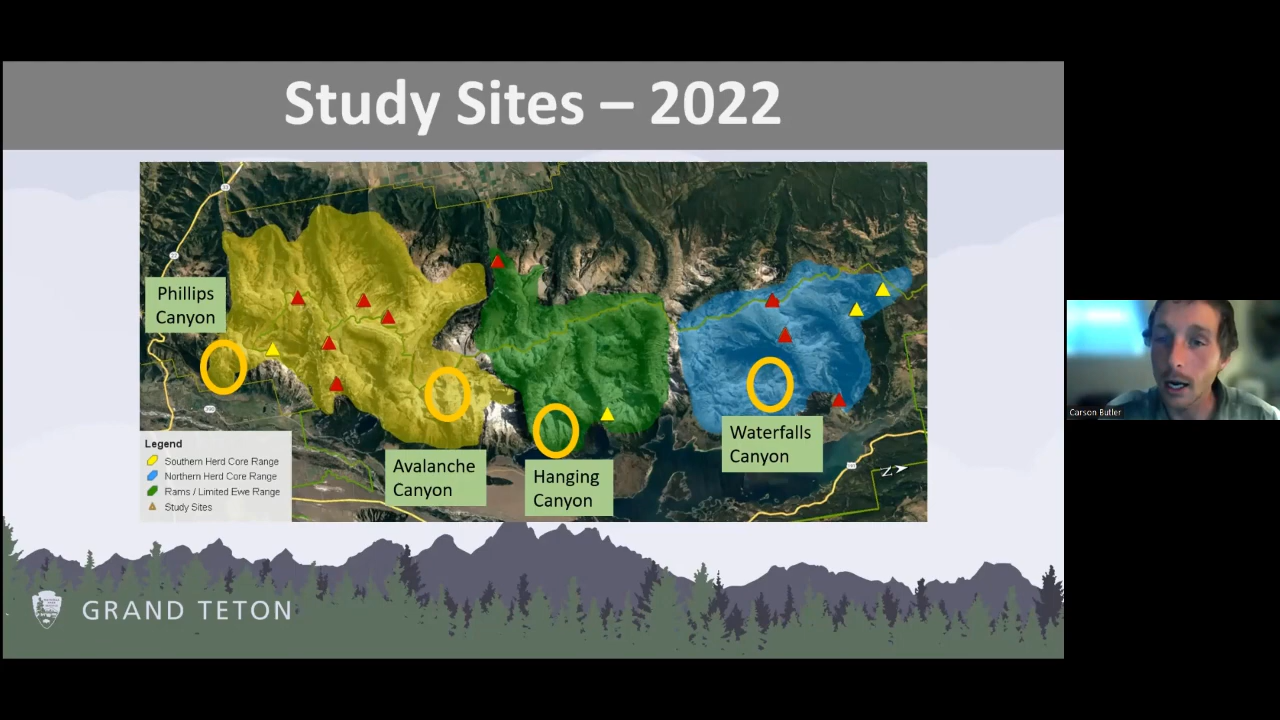 Study Sites – 2022
Phillips
Canyon
Avalanche
Canyon
Hanging
Canyon
Waterfalls
Canyon
Legend
Southern Herd Core Range
Northern Herd Core Range
Rams / Limited Ewe Range
Study Sites
Z
GRAND TETON
Carson Butler